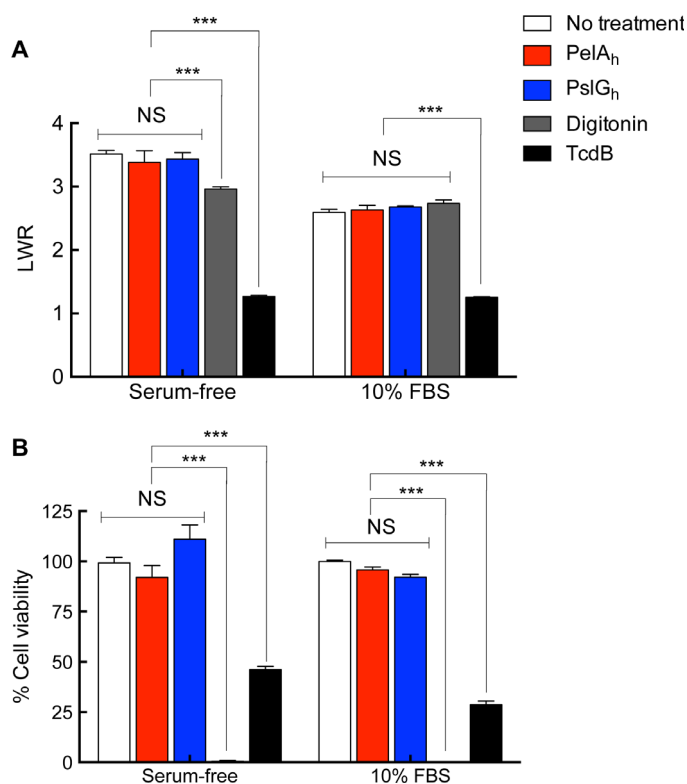 No treatment
PelAh
PslGh
Digitonin
TcdB
A
***
***
***
NS
NS
4
3
2
1
0
LWR
Serum-free
10% FBS
B
***
***
***
***
NS
NS
125
100
75
50
25
0
% Cell viability
Serum-free
10% FBS